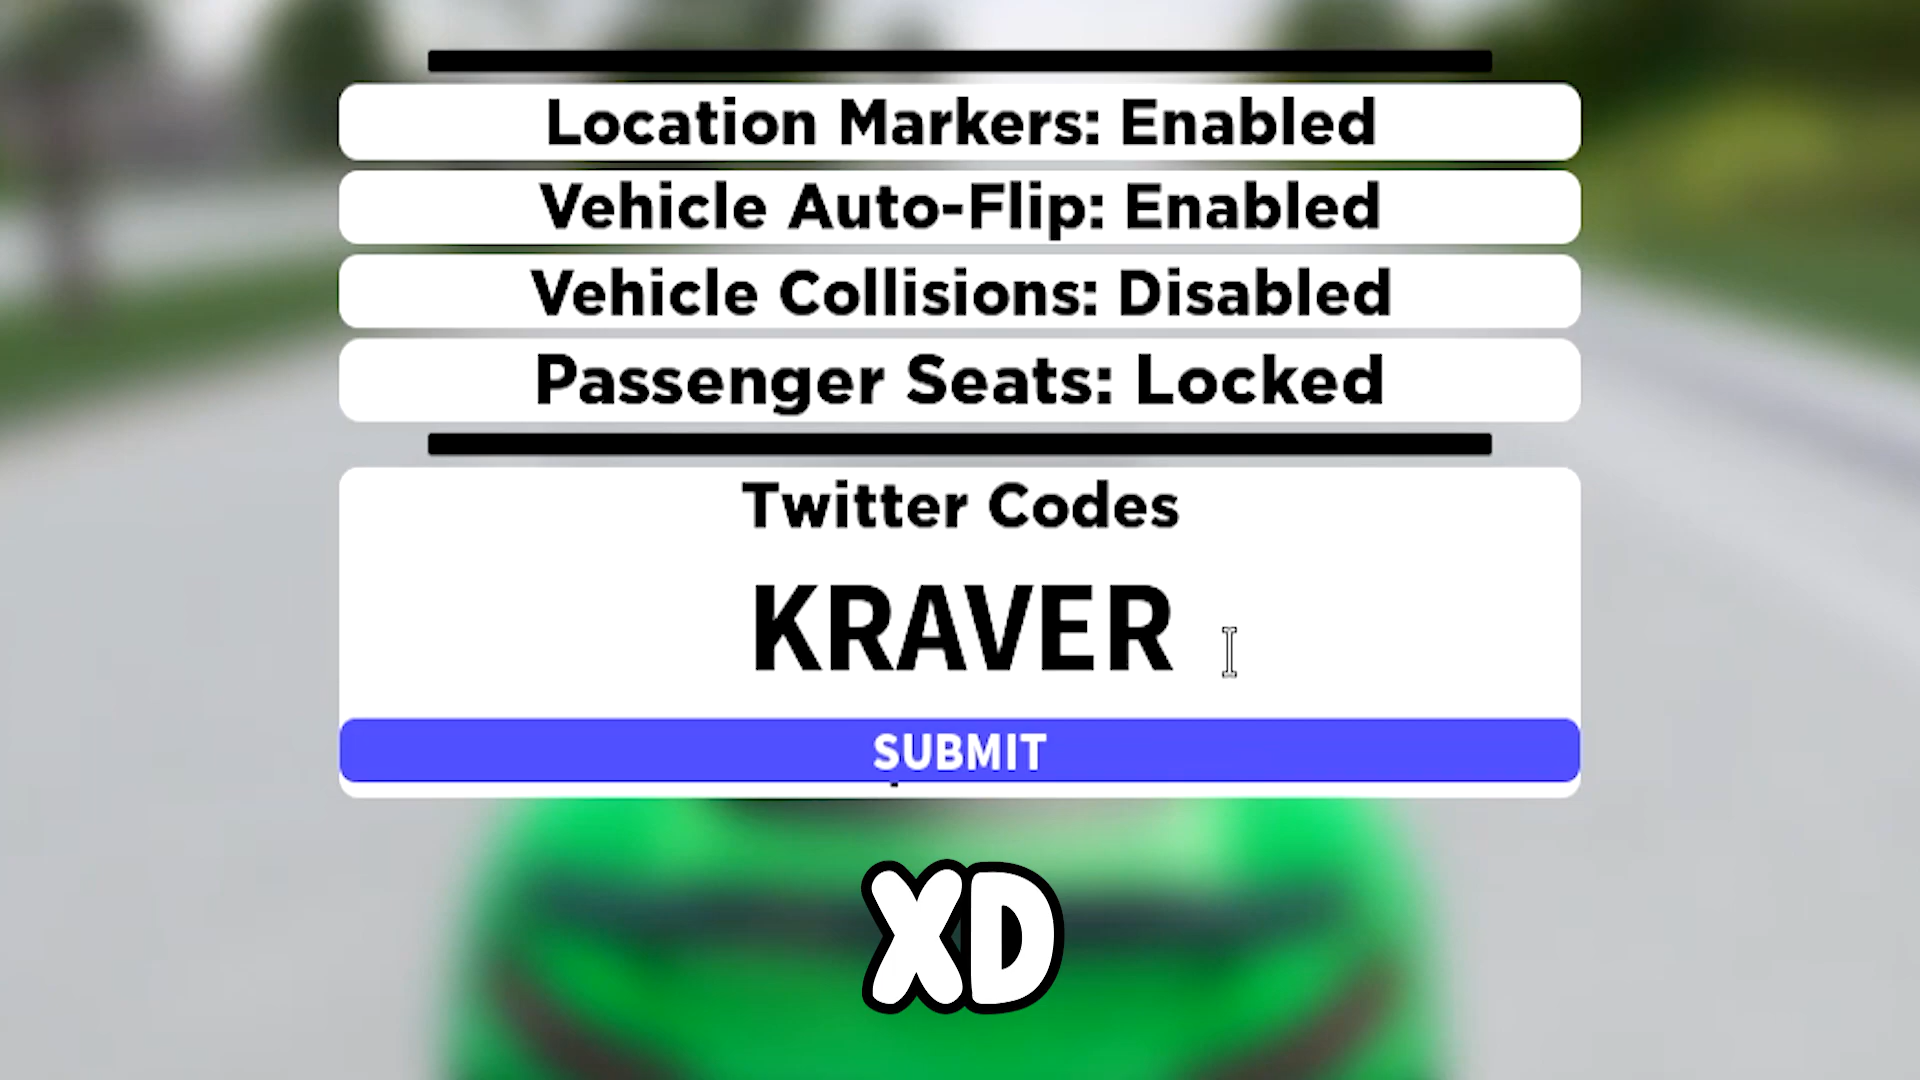 Location Markers: Enabled
Vehicle Auto-Flip: Enabled
Vehicle Collisions: Disabled
Passenger Seats: Locked
Twitter Codes
KRAVER
SUBMIT
XD